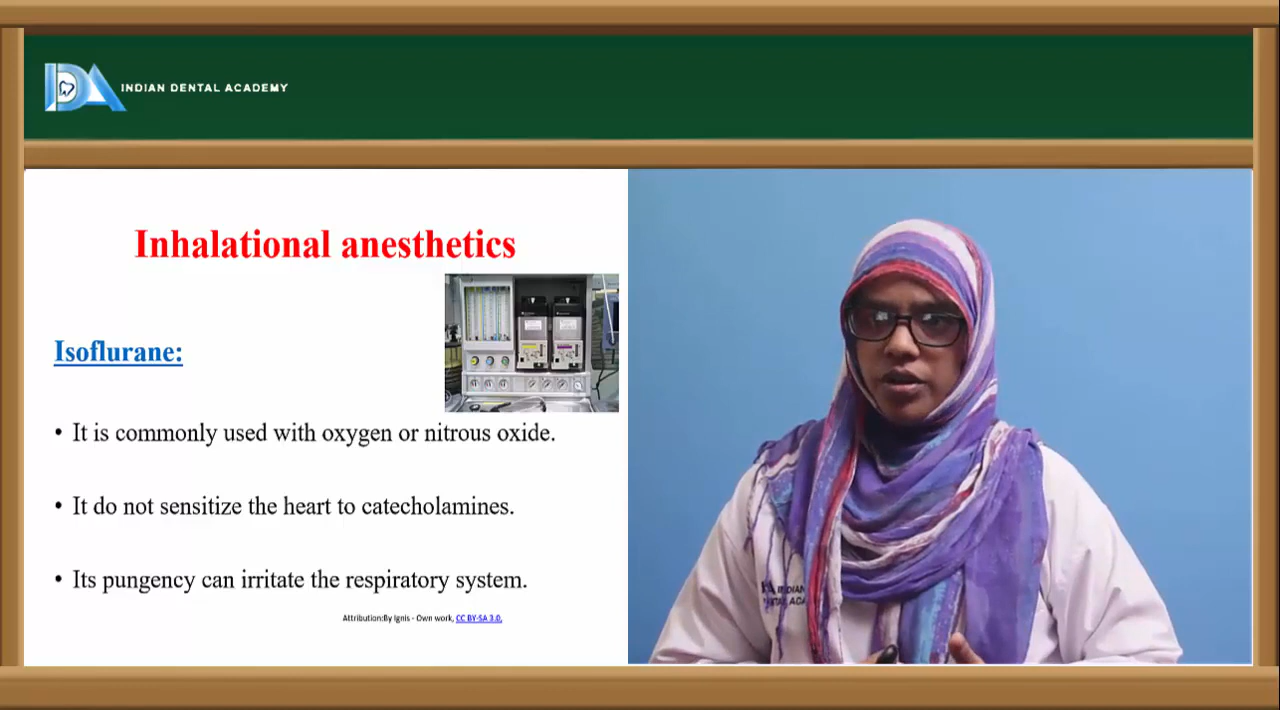 INDIAN DENTAL ACADEMY
Inhalational anesthetics
Isoflurane:
• It is commonly used with oxygen or nitrous oxide.
• It do not sensitize the heart to catecholamines.
• Its pungency can irritate the respiratory system.
Attribution:By Ignis - Own work, CC BY-SA 3.0,